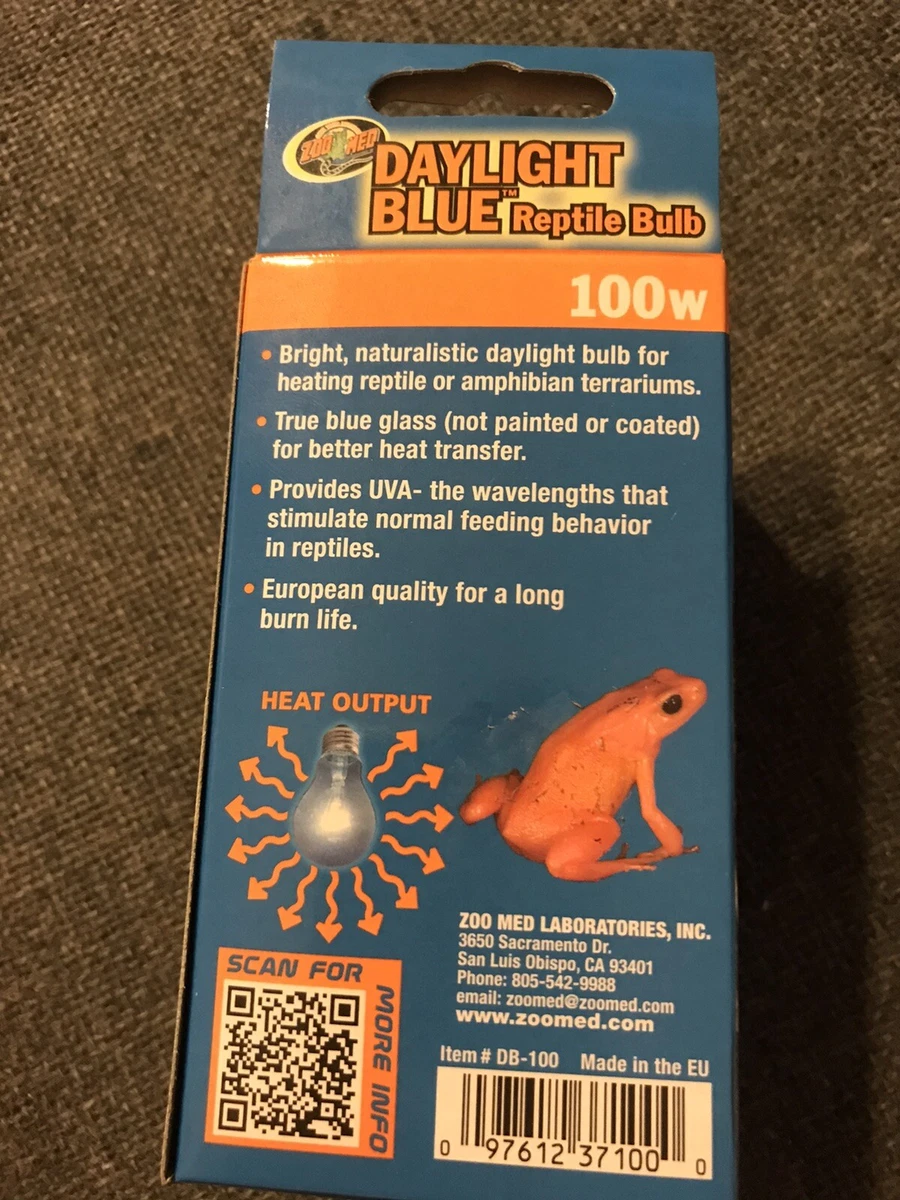 ZOO MED
DAYLIGHT
BLUE™ Reptile Bulb
100W
• Bright, naturalistic daylight bulb for
heating reptile or amphibian terrariums.
• True blue glass (not painted or coated)
for better heat transfer.
• Provides UVA- the wavelengths that
stimulate normal feeding behavior
in reptiles.
• European quality for a long
burn life.
HEAT OUTPUT
ZOO MED LABORATORIES, INC.
3650 Sacramento Dr.
San Luis Obispo, CA 93401
Phone: 805-542-9988
email: zoomed@zoomed.com
www.zoomed.com
SCAN FOR
MORE INFO
Item # DB-100 Made in the EU
0 97612 37100 0